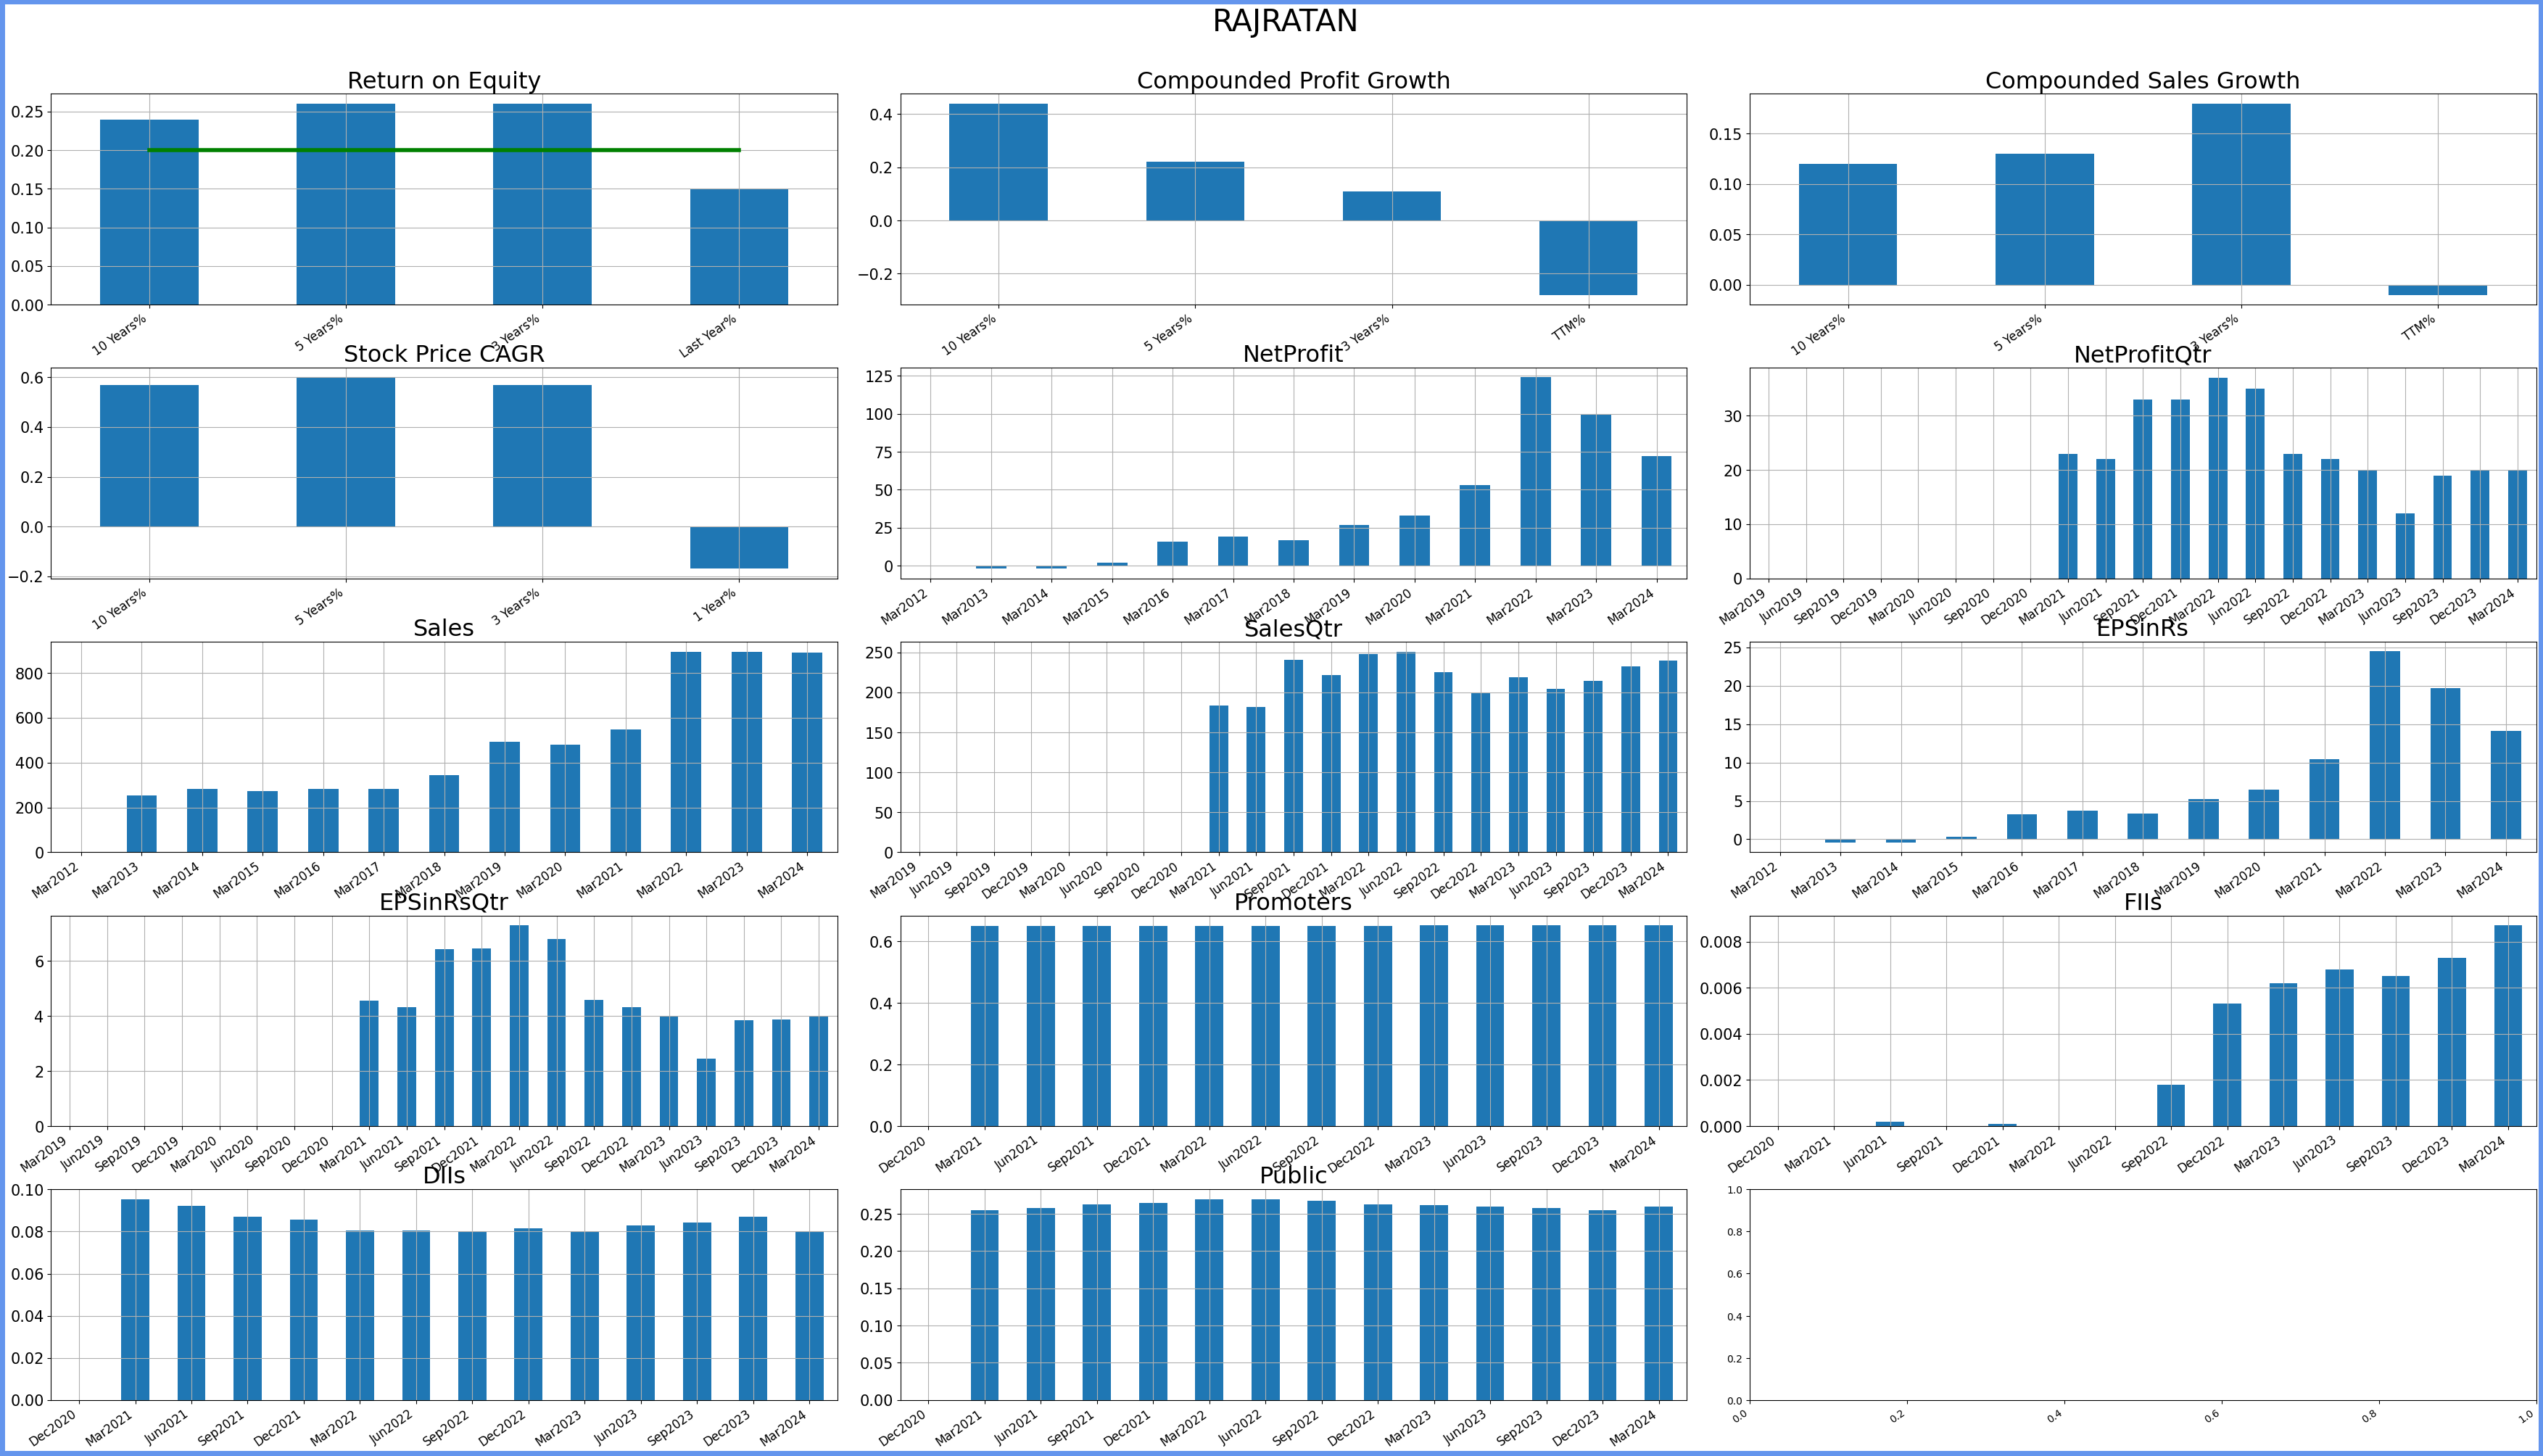 RAJRATAN
Return on Equity
0.25
0.20
0.15
0.10
0.05
0.00
10 Years%
5 Years%
3 Years%
Last Year%
Compounded Profit Growth
0.4
0.2
0.0
−0.2
10 Years%
5 Years%
3 Years%
TTM%
Compounded Sales Growth
0.15
0.10
0.05
0.00
10 Years%
5 Years%
3 Years%
TTM%
Stock Price CAGR
0.6
0.4
0.2
0.0
−0.2
10 Years%
5 Years%
3 Years%
1 Year%
NetProfit
125
100
75
50
25
0
Mar2012
Mar2013
Mar2014
Mar2015
Mar2016
Mar2017
Mar2018
Mar2019
Mar2020
Mar2021
Mar2022
Mar2023
Mar2024
NetProfitQtr
30
20
10
0
Mar2019
Jun2019
Sep2019
Dec2019
Mar2020
Jun2020
Sep2020
Dec2020
Mar2021
Jun2021
Sep2021
Dec2021
Mar2022
Jun2022
Sep2022
Dec2022
Mar2023
Jun2023
Sep2023
Dec2023
Mar2024
Sales
800
600
400
200
0
Mar2012
Mar2013
Mar2014
Mar2015
Mar2016
Mar2017
Mar2018
Mar2019
Mar2020
Mar2021
Mar2022
Mar2023
Mar2024
SalesQtr
250
200
150
100
50
0
Mar2019
Jun2019
Sep2019
Dec2019
Mar2020
Jun2020
Sep2020
Dec2020
Mar2021
Jun2021
Sep2021
Dec2021
Mar2022
Jun2022
Sep2022
Dec2022
Mar2023
Jun2023
Sep2023
Dec2023
Mar2024
EPSinRs
25
20
15
10
5
0
Mar2012
Mar2013
Mar2014
Mar2015
Mar2016
Mar2017
Mar2018
Mar2019
Mar2020
Mar2021
Mar2022
Mar2023
Mar2024
EPSinRsQtr
6
4
2
0
Mar2019
Jun2019
Sep2019
Dec2019
Mar2020
Jun2020
Sep2020
Dec2020
Mar2021
Jun2021
Sep2021
Dec2021
Mar2022
Jun2022
Sep2022
Dec2022
Mar2023
Jun2023
Sep2023
Dec2023
Mar2024
Promoters
0.6
0.4
0.2
0.0
Dec2020
Mar2021
Jun2021
Sep2021
Dec2021
Mar2022
Jun2022
Sep2022
Dec2022
Mar2023
Jun2023
Sep2023
Dec2023
Mar2024
FIIs
0.008
0.006
0.004
0.002
0.000
Dec2020
Mar2021
Jun2021
Sep2021
Dec2021
Mar2022
Jun2022
Sep2022
Dec2022
Mar2023
Jun2023
Sep2023
Dec2023
Mar2024
DIIs
0.10
0.08
0.06
0.04
0.02
0.00
Dec2020
Mar2021
Jun2021
Sep2021
Dec2021
Mar2022
Jun2022
Sep2022
Dec2022
Mar2023
Jun2023
Sep2023
Dec2023
Mar2024
Public
0.25
0.20
0.15
0.10
0.05
0.00
Dec2020
Mar2021
Jun2021
Sep2021
Dec2021
Mar2022
Jun2022
Sep2022
Dec2022
Mar2023
Jun2023
Sep2023
Dec2023
Mar2024
1.0
0.8
0.6
0.4
0.2
0.0
0.0
0.2
0.4
0.6
0.8
1.0